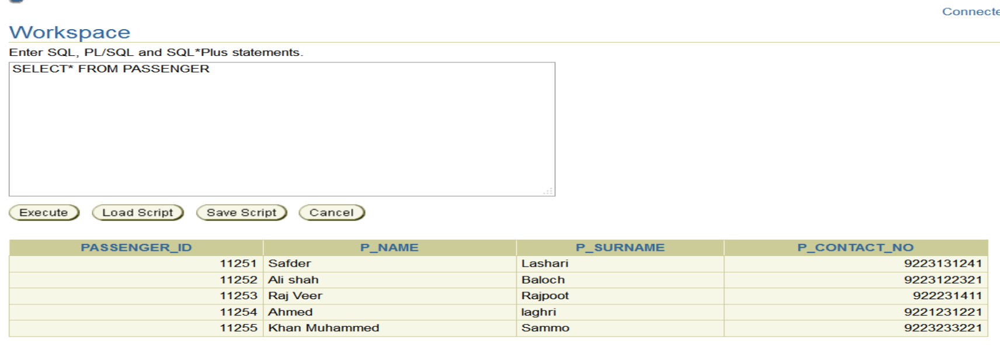 Connecte
Workspace
Enter SQL, PL/SQL and SQL*Plus statements.
SELECT* FROM PASSENGER
Execute Load Script Save Script Cancel
PASSENGER_ID P_NAME P_SURNAME P_CONTACT_NO
11251 Safder Lashari 9223131241
11252 Ali shah Baloch 9223122321
11253 Raj Veer Rajpoot 922231411
11254 Ahmed laghri 9221231221
11255 Khan Muhammed Sammo 9223233221